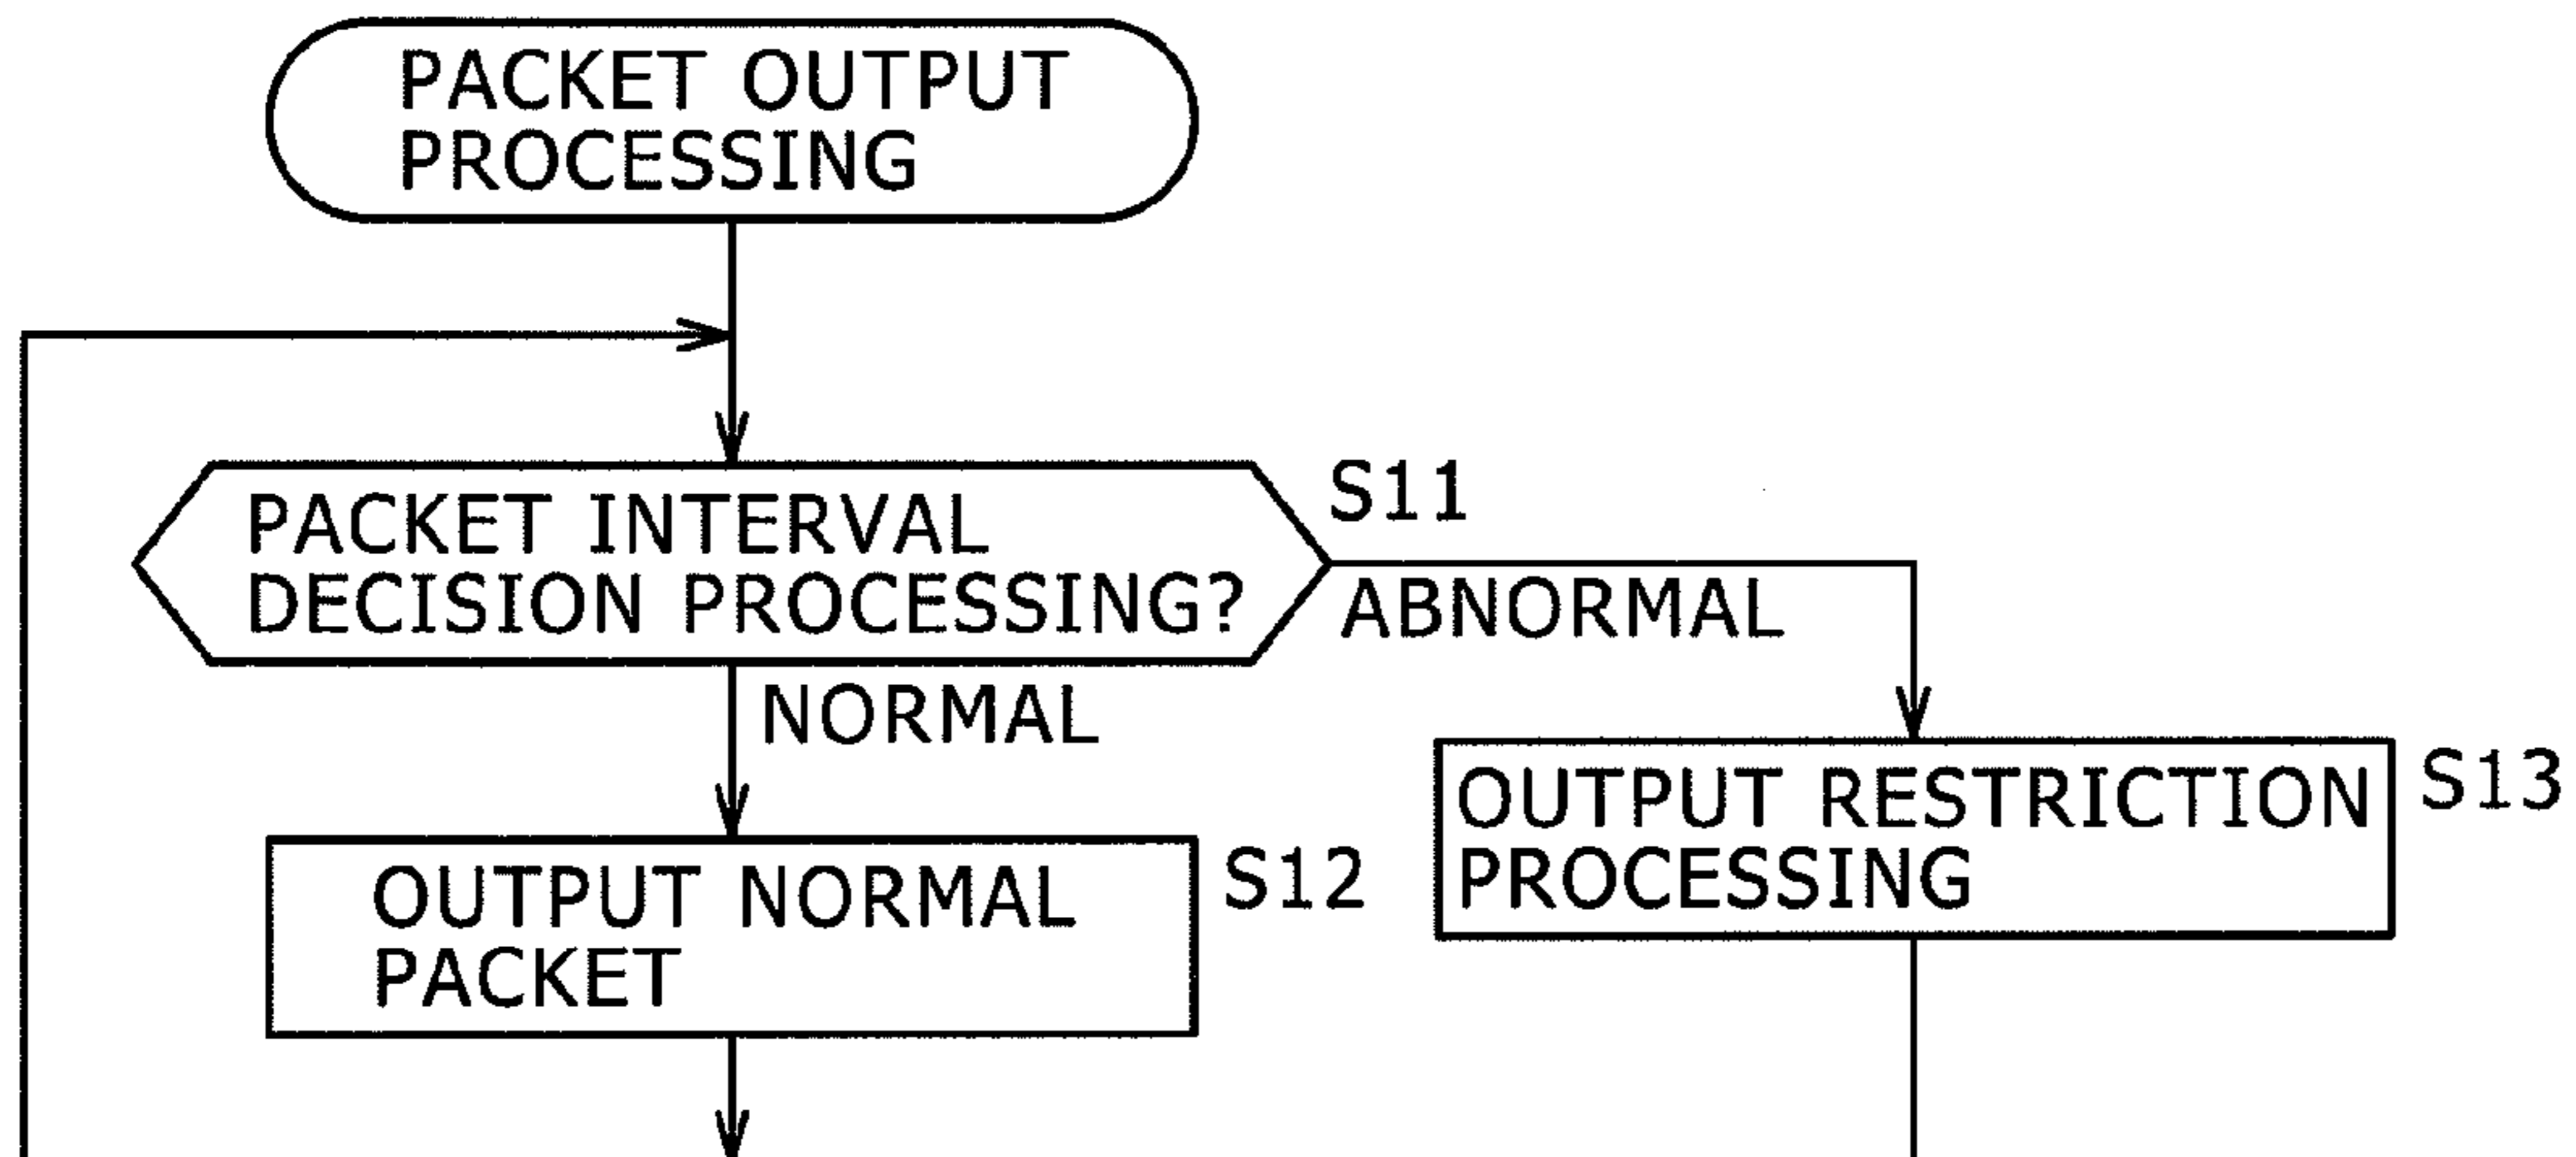 PACKET OUTPUT
PROCESSING
PACKET INTERVAL
DECISION PROCESSING?
S11
ABNORMAL
NORMAL
OUTPUT RESTRICTION
PROCESSING
S13
OUTPUT NORMAL
PACKET
S12